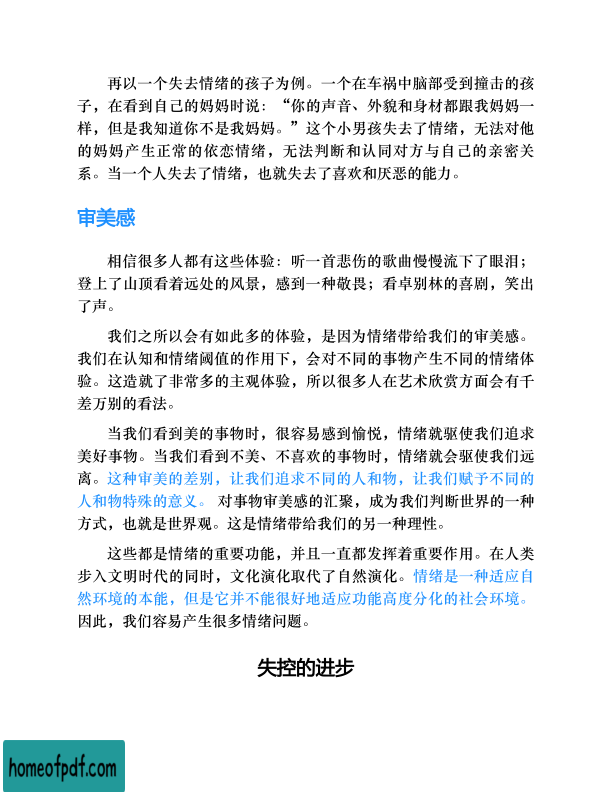 再以一个失去情绪的孩子为例。一个在车祸中脑部受到撞击的孩
子，在看到自己的妈妈时说：“你的声音、外貌和身材都跟我妈妈一
样，但是我知道你不是我妈妈。”这个小男孩失去了情绪，无法对他
的妈妈产生正常的依恋情绪，无法判断和认同对方与自己的亲密关
系。当一个人失去了情绪，也就失去了喜欢和厌恶的能力。
审美感
相信很多人都有这些体验：听一首悲伤的歌曲慢慢流下了眼泪；
登上了山顶看着远处的风景，感到一种敬畏；看卓别林的喜剧，笑出
了声。
我们之所以会有如此多的体验，是因为情绪带给我们的审美感。
我们在认知和情绪阈值的作用下，会对不同的事物产生不同的情绪体
验。这造就了非常多的主观体验，所以很多人在艺术欣赏方面会有千
差万别的看法。
当我们看到美的事物时，很容易感到愉悦，情绪就驱使我们追求
美好事物。当我们看到不美、不喜欢的事物时，情绪就会驱使我们远
离。这种审美的差别，让我们追求不同的人和物，让我们赋予不同的
人和物特殊的意义。 对事物审美感的汇聚，成为我们判断世界的一种
方式，也就是世界观。这是情绪带给我们的另一种理性。
这些都是情绪的重要功能，并且一直都发挥着重要作用。在人类
步入文明时代的同时，文化演化取代了自然演化。情绪是一种适应自
然环境的本能，但是它并不能很好地适应功能高度分化的社会环境。
因此，我们容易产生很多情绪问题。
失控的进步
homeofpdf.com